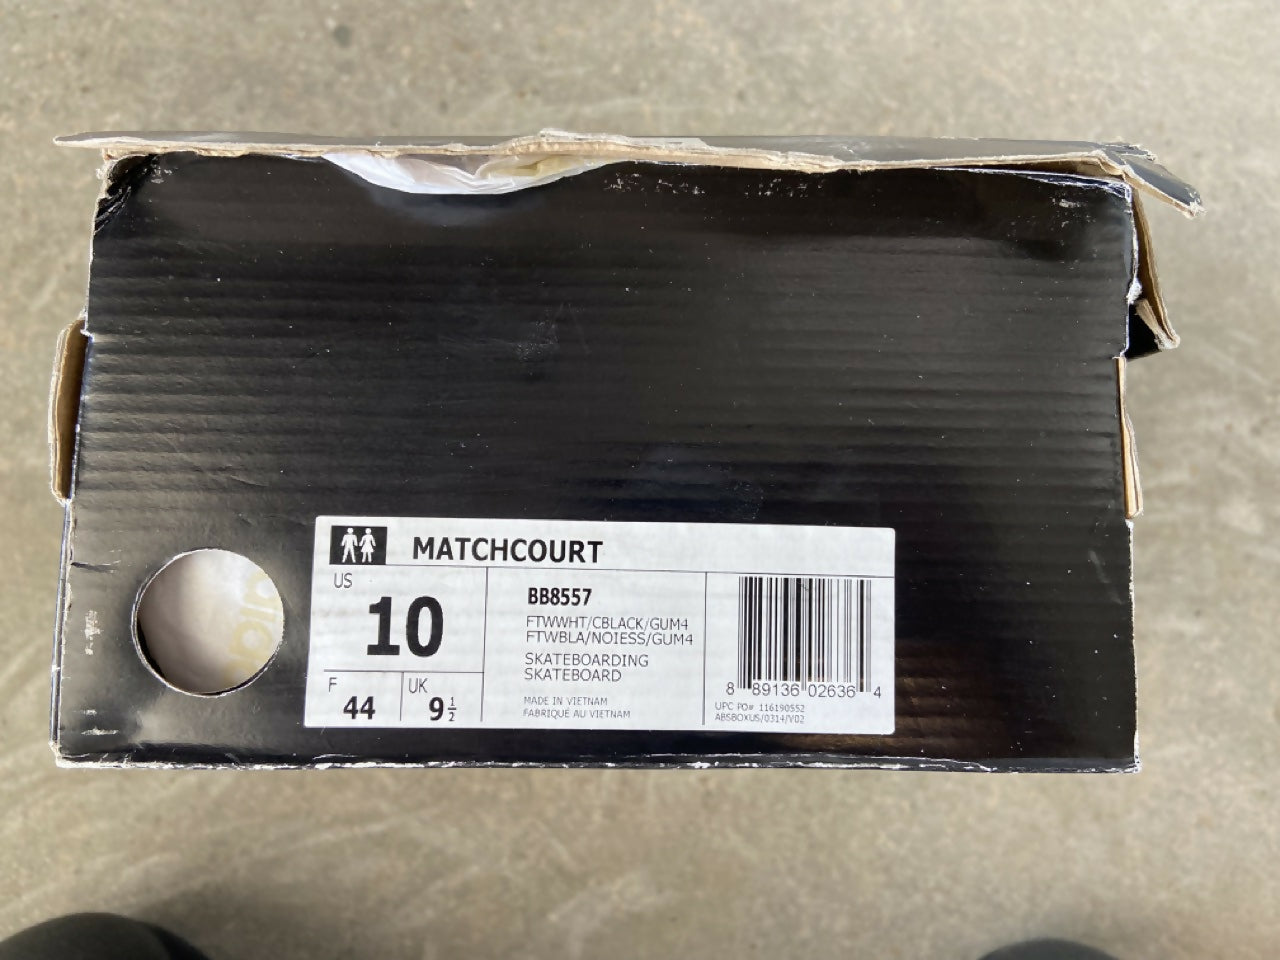 MATCHCOURT
US
10
F
44
UK
9 1/2
BB8557
FTWWHT/CBLACK/GUM4
FTWBLA/NOIESS/GUM4
SKATEBOARDING
SKATEBOARD
MADE IN VIETNAM
FABRIQUÉ AU VIETNAM
8 89136 02636 4
UPC PO# 116190552
ABSBOXUS/0314/V02